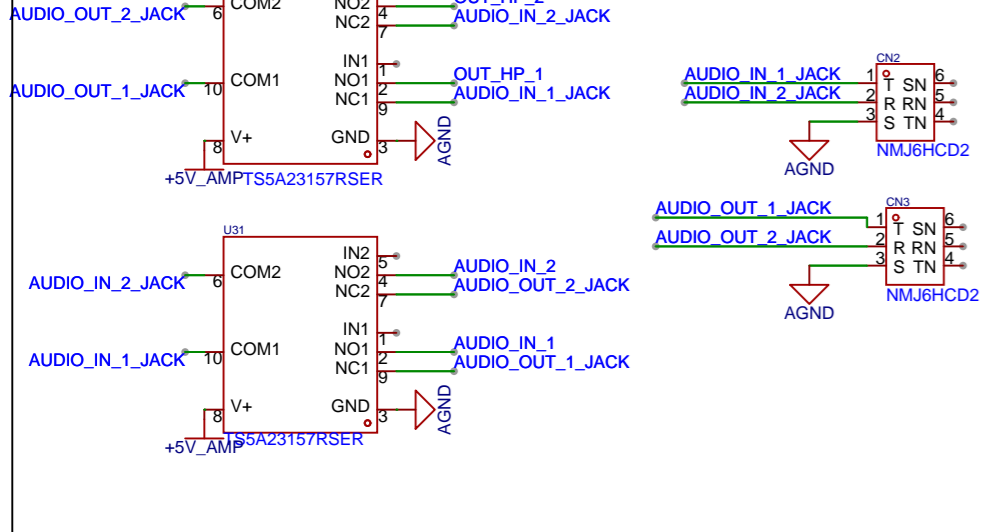 COM2
NO2
OUT_HP_2
AUDIO_OUT_2_JACK
6
4
AUDIO_IN_2_JACK
NC2
7
IN1
1
COM1
NO1
OUT_HP_1
AUDIO_OUT_1_JACK
10
2
NC1
AUDIO_IN_1_JACK
9
V+
GND
8
3
AGND
+5V_AMP
TS5A23157RSER
U31
IN2
5
COM2
NO2
AUDIO_IN_2
AUDIO_IN_2_JACK
6
4
NC2
AUDIO_OUT_2_JACK
7
IN1
1
COM1
NO1
AUDIO_IN_1
AUDIO_IN_1_JACK
10
2
NC1
AUDIO_OUT_1_JACK
9
V+
GND
8
3
AGND
+5V_AMP
TS5A23157RSER
CN2
AUDIO_IN_1_JACK
1
T SN
6
AUDIO_IN_2_JACK
2
R RN
5
3
S TN
4
NMJ6HCD2
AGND
CN3
AUDIO_OUT_1_JACK
1
T SN
6
AUDIO_OUT_2_JACK
2
R RN
5
3
S TN
4
NMJ6HCD2
AGND